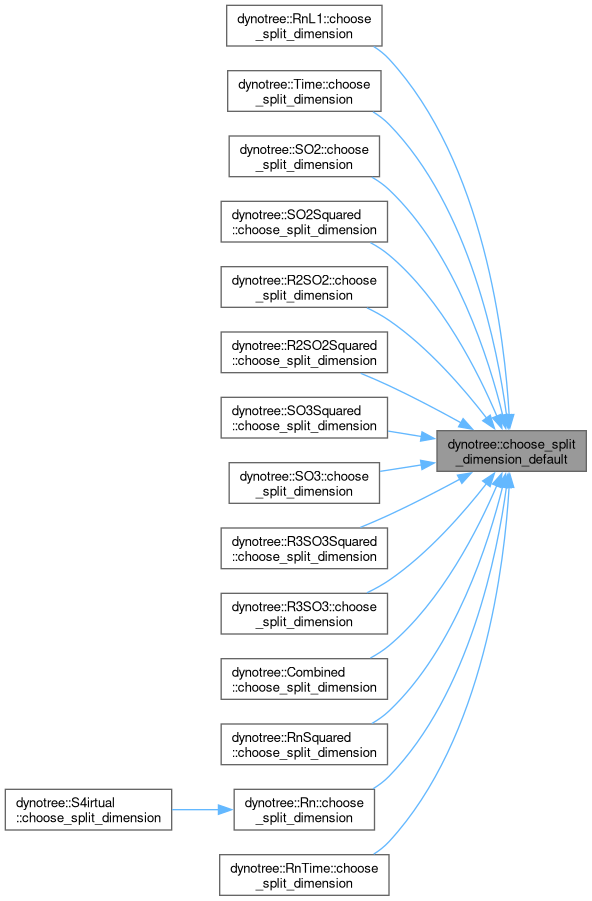 dynotree::RnL1::choose
_split_dimension
dynotree::Time::choose
_split_dimension
dynotree::SO2::choose
_split_dimension
dynotree::SO2Squared
::choose_split_dimension
dynotree::R2SO2::choose
_split_dimension
dynotree::R2SO2Squared
::choose_split_dimension
dynotree::SO3Squared
::choose_split_dimension
dynotree::choose_split
_dimension_default
dynotree::SO3::choose
_split_dimension
dynotree::R3SO3Squared
::choose_split_dimension
dynotree::R3SO3::choose
_split_dimension
dynotree::Combined
::choose_split_dimension
dynotree::RnSquared
::choose_split_dimension
dynotree::S4irtual
::choose_split_dimension
dynotree::Rn::choose
_split_dimension
dynotree::RnTime::choose
_split_dimension